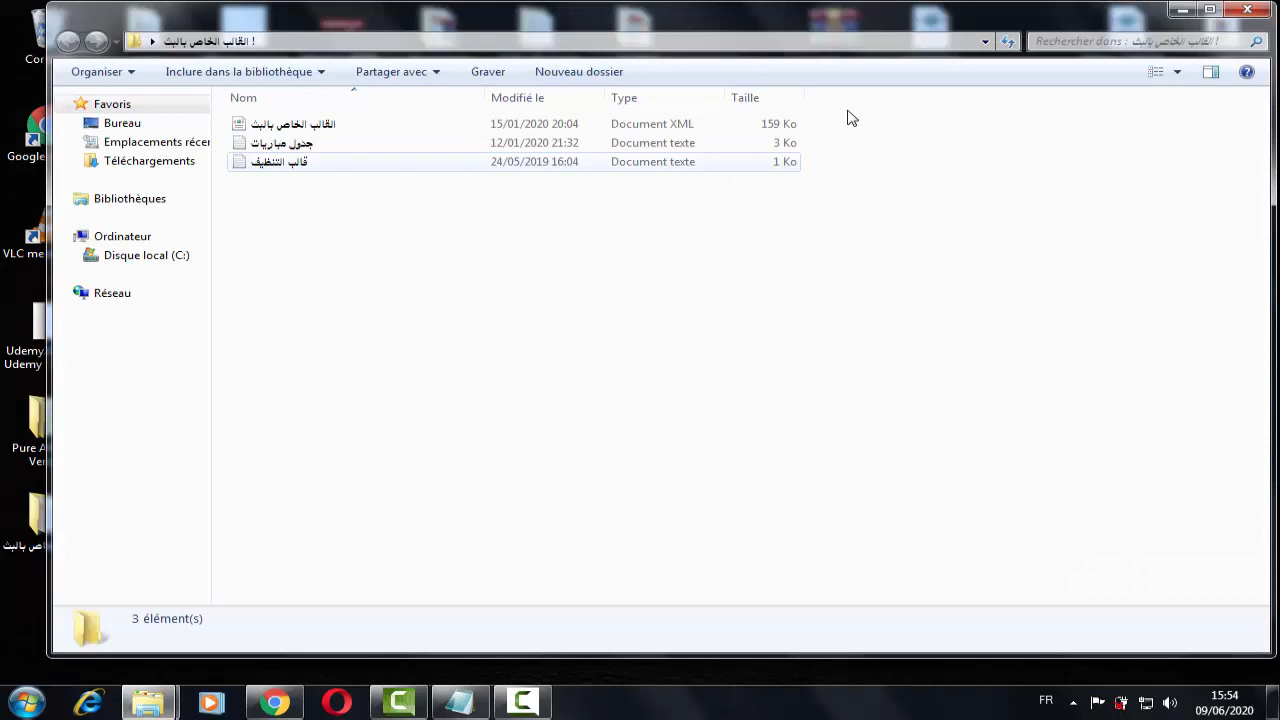 القالب الخاص بالبث !
Rechercher dans : القالب الخاص بالبث !
Organiser
Inclure dans la bibliothèque
Partager avec
Graver
Nouveau dossier
Nom
Modifié le
Type
Taille
القالب الخاص بالبث
15/01/2020 20:04
Document XML
159 Ko
جدول مباريات
12/01/2020 21:32
Document texte
3 Ko
قالب التنظيف
24/05/2019 16:04
Document texte
1 Ko
Favoris
Bureau
Emplacements récer
Téléchargements
Bibliothèques
Ordinateur
Disque local (C:)
Réseau
3 élément(s)
Cor
Google
VLC me
Udemy.
Udemy
Pure A
Ver
اص بالبث
FR
15:54
09/06/2020